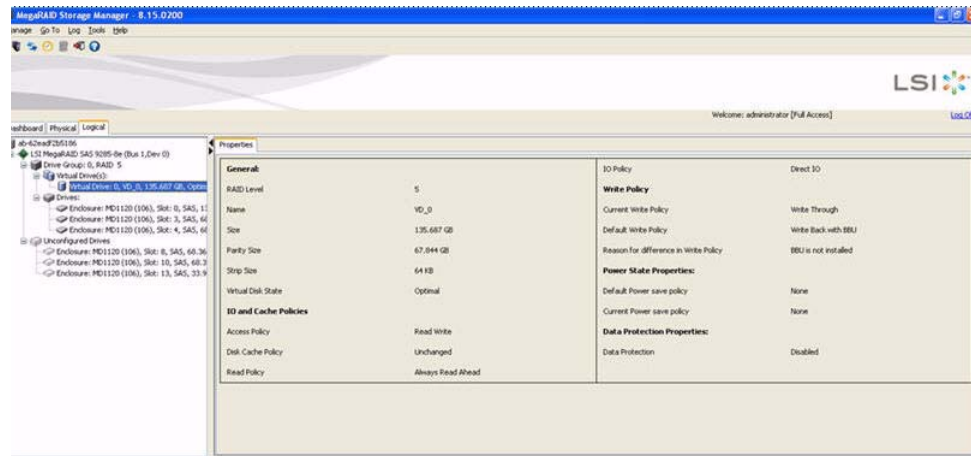 MegaRAID Storage Manager - 8.15.0200
anage Go To Log Tools Help
LSI
Welcome: administrator [Full Access]
Log O
ashboard Physical Logical
ab-62eadf2b5186
LSI MegaRAID SAS 9285-8e (Bus 1,Dev 0)
Drive Group: 0, RAID 5
Virtual Drive(s):
Virtual Drive: 0, VD_0, 135.687 GB, Optim
Drives:
Enclosure: MD1120 (106), Slot: 0, SAS, 13
Enclosure: MD1120 (106), Slot: 3, SAS, 68
Enclosure: MD1120 (106), Slot: 4, SAS, 68
Unconfigured Drives
Enclosure: MD1120 (106), Slot: 8, SAS, 68.36
Enclosure: MD1120 (106), Slot: 10, SAS, 68.3
Enclosure: MD1120 (106), Slot: 13, SAS, 33.9
Properties
General:
RAID Level 5
Name VD_0
Size 135.687 GB
Parity Size 67.844 GB
Strip Size 64 KB
Virtual Disk State Optimal
IO and Cache Policies
Access Policy Read Write
Disk Cache Policy Unchanged
Read Policy Always Read Ahead
IO Policy Direct IO
Write Policy
Current Write Policy Write Through
Default Write Policy Write Back with BBU
Reason for difference in Write Policy BBU is not installed
Power State Properties:
Default Power save policy None
Current Power save policy None
Data Protection Properties:
Data Protection Disabled